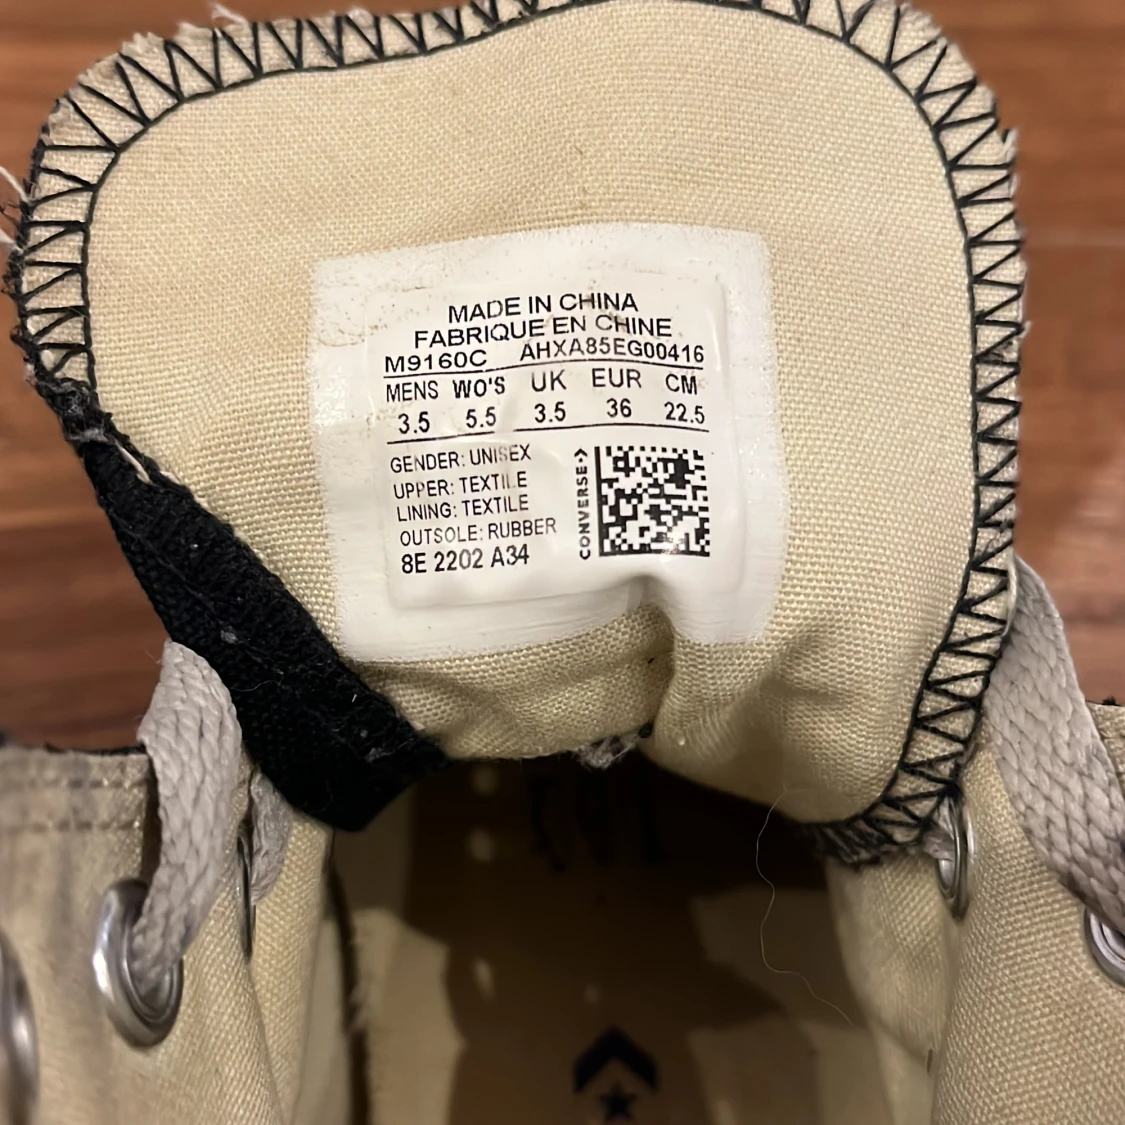 MADE IN CHINA
FABRIQUE EN CHINE
M9160C AHXA85EG00416
MENS WO'S UK EUR CM
3.5 5.5 3.5 36 22.5
GENDER: UNISEX
UPPER: TEXTILE
LINING: TEXTILE
OUTSOLE: RUBBER
8E 2202 A34
CONVERSE